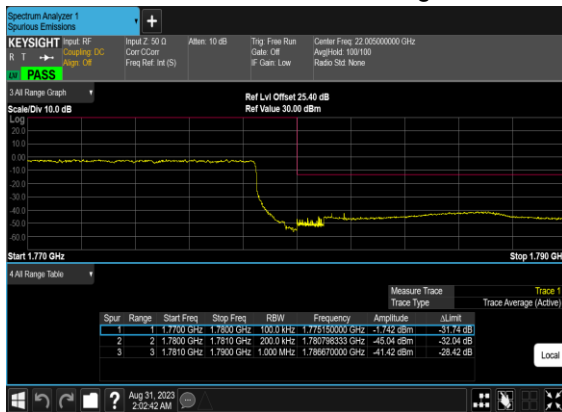 Spectrum Analyzer 1
Spurious Emissions
KEYSIGHT Input: RF Input Z: 50 Ω Atten: 10 dB Trig: Free Run Center Freq: 22.005000000 GHz
R T Coupling: DC Corr CCorr Gate: Off Avg|Hold: 100/100
Align: Off Freq Ref: Int (S) IF Gain: Low Radio Std: None
PASS
3 All Range Graph
Ref Lvl Offset 25.40 dB
Scale/Div 10.0 dB Ref Value 30.00 dBm
Log
20.0
10.0
0.00
-10.0
-20.0
-30.0
-40.0
-50.0
-60.0
Start 1.770 GHz Stop 1.790 GHz
4 All Range Table
Measure Trace Trace 1
Trace Type Trace Average (Active)
Spur Range Start Freq Stop Freq RBW Frequency Amplitude ΔLimit
1 1 1.7700 GHz 1.7800 GHz 100.0 kHz 1.775150000 GHz -1.742 dBm -31.74 dB
2 2 1.7800 GHz 1.7810 GHz 200.0 kHz 1.780798333 GHz -45.04 dBm -32.04 dB
3 3 1.7810 GHz 1.7900 GHz 1.000 MHz 1.786670000 GHz -41.42 dBm -28.42 dB
Local
?
Aug 31, 2023
2:02:42 AM